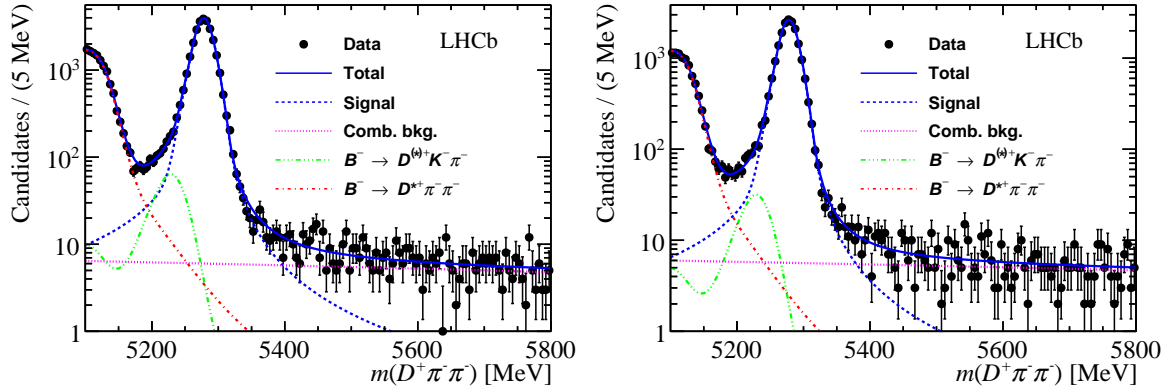 Candidates / (5 MeV)
10³
10²
10
1
LHCb
Data
Total
Signal
Comb. bkg.
B⁻ → D⁽*⁾⁺K⁻π⁻
B⁻ → D*⁺π⁻π⁻
5200 5400 5600 5800
m(D⁺π⁻π⁻) [MeV]
Candidates / (5 MeV)
10³
10²
10
1
LHCb
Data
Total
Signal
Comb. bkg.
B⁻ → D⁽*⁾⁺K⁻π⁻
B⁻ → D*⁺π⁻π⁻
5200 5400 5600 5800
m(D⁺π⁻π⁻) [MeV]